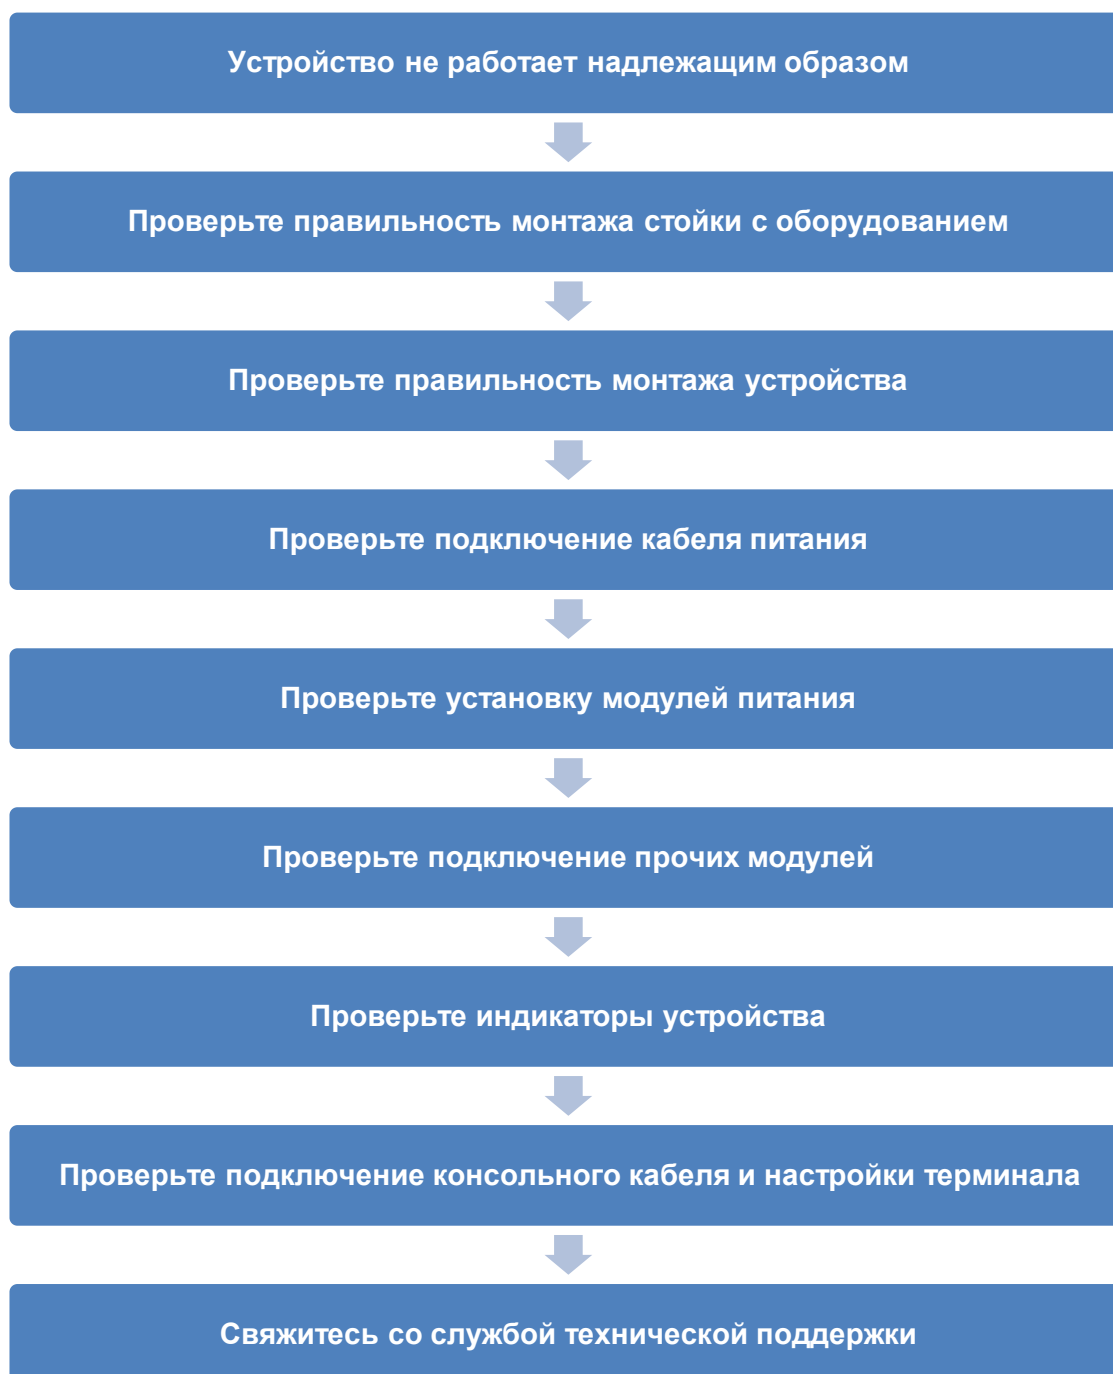 Устройство не работает надлежащим образом
Проверьте правильность монтажа стойки с оборудованием
Проверьте правильность монтажа устройства
Проверьте подключение кабеля питания
Проверьте установку модулей питания
Проверьте подключение прочих модулей
Проверьте индикаторы устройства
Проверьте подключение консольного кабеля и настройки терминала
Свяжитесь со службой технической поддержки